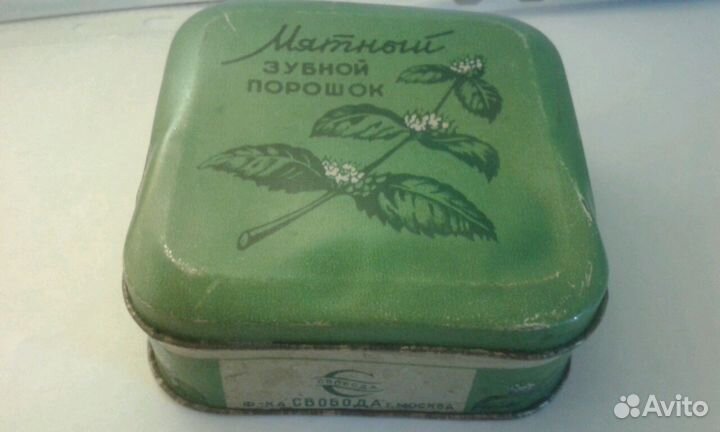 Мятный
ЗУБНОЙ
ПОРОШОК
СВОБОДА
Ф-КА "СВОБОДА" Г. МОСКВА
Avito